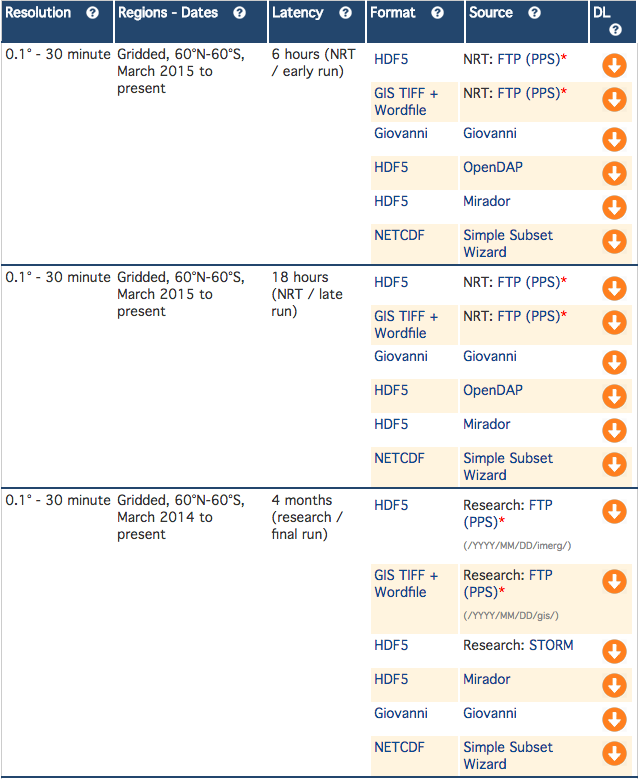 Resolution ? Regions - Dates ? Latency ? Format ? Source ? DL ?
0.1° - 30 minute Gridded, 60°N-60°S, 6 hours (NRT HDF5 NRT: FTP (PPS)*
March 2015 to / early run)
present
GIS TIFF + NRT: FTP (PPS)*
Wordfile
Giovanni Giovanni
HDF5 OpenDAP
HDF5 Mirador
NETCDF Simple Subset
Wizard
0.1° - 30 minute Gridded, 60°N-60°S, 18 hours HDF5 NRT: FTP (PPS)*
March 2015 to (NRT / late
present run)
GIS TIFF + NRT: FTP (PPS)*
Wordfile
Giovanni Giovanni
HDF5 OpenDAP
HDF5 Mirador
NETCDF Simple Subset
Wizard
0.1° - 30 minute Gridded, 60°N-60°S, 4 months HDF5 Research: FTP
March 2014 to (research / (PPS)*
present final run)
(/YYYY/MM/DD/imerg/)
GIS TIFF + Research: FTP
Wordfile (PPS)*
(/YYYY/MM/DD/gis/)
HDF5 Research: STORM
HDF5 Mirador
Giovanni Giovanni
NETCDF Simple Subset
Wizard